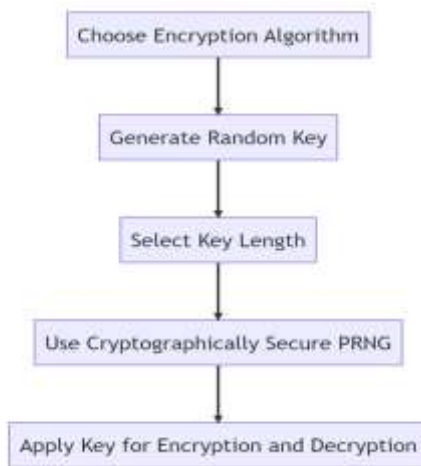 Choose Encryption Algorithm
Generate Random Key
Select Key Length
Use Cryptographically Secure PRNG
Apply Key for Encryption and Decryption